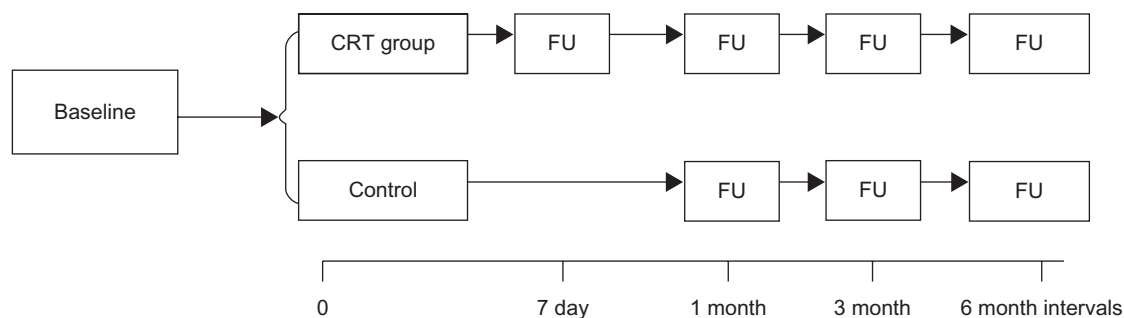 CRT group
FU
FU
FU
FU
Baseline
Control
FU
FU
FU
0
7 day
1 month
3 month
6 month intervals